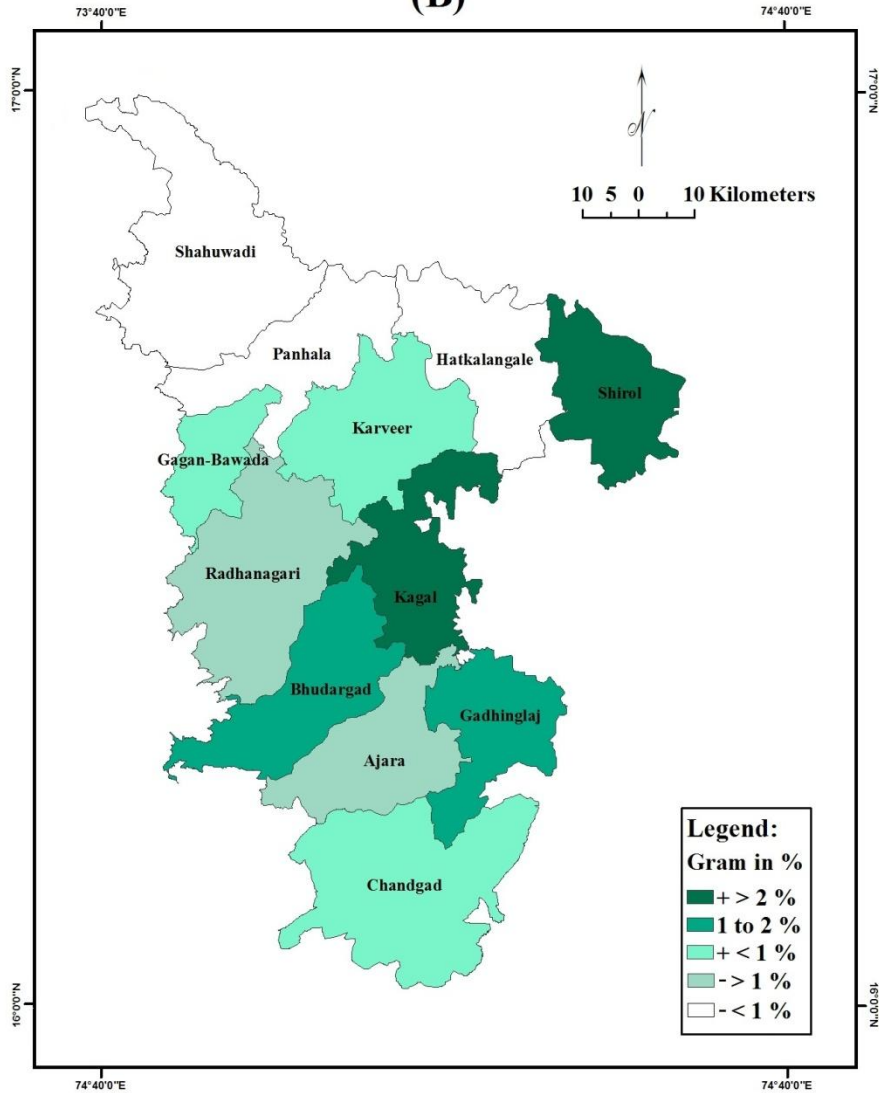 (B)
73°40'0"E
74°40'0"E
17°0'0"N
17°0'0"N
N
10 5 0 10 Kilometers
Shahuwadi
Panhala
Hatkalangale
Shirol
Karveer
Gagan-Bawada
Radhanagari
Kagal
Bhudargad
Gadhinglaj
Ajara
Chandgad
Legend:
Gram in %
+ > 2 %
1 to 2 %
+ < 1 %
- > 1 %
- < 1 %
16°0'0"N
16°0'0"N
74°40'0"E
74°40'0"E